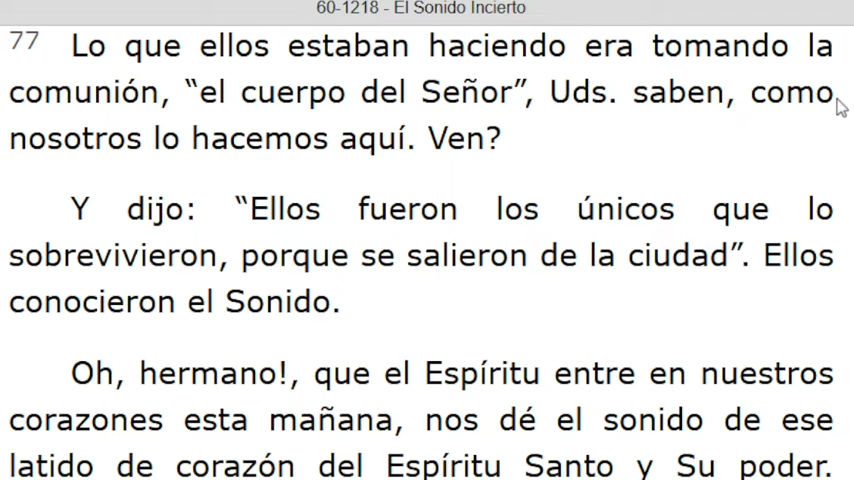 60-1218 - El Sonido Incierto
77 Lo que ellos estaban haciendo era tomando la
comunión, “el cuerpo del Señor”, Uds. saben, como
nosotros lo hacemos aquí. Ven?
Y dijo: “Ellos fueron los únicos que lo
sobrevivieron, porque se salieron de la ciudad”. Ellos
conocieron el Sonido.
Oh, hermano!, que el Espíritu entre en nuestros
corazones esta mañana, nos dé el sonido de ese
latido de corazón del Espíritu Santo y Su poder.